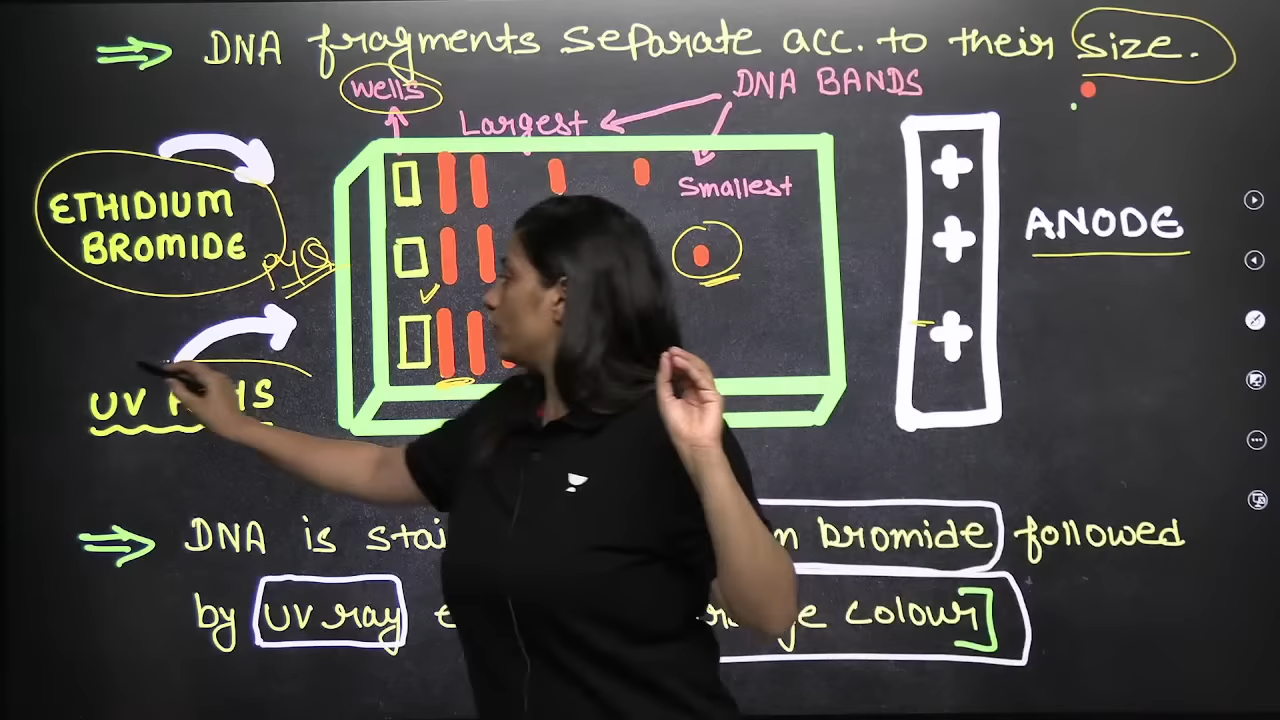 ⇒ DNA fragments separate acc. to their size.
wells
DNA BANDS
Largest
Smallest
ETHIDIUM
BROMIDE
PYQ
ANODE
+
+
+
UV
⇒ DNA is bromide followed
by UV ray colour]